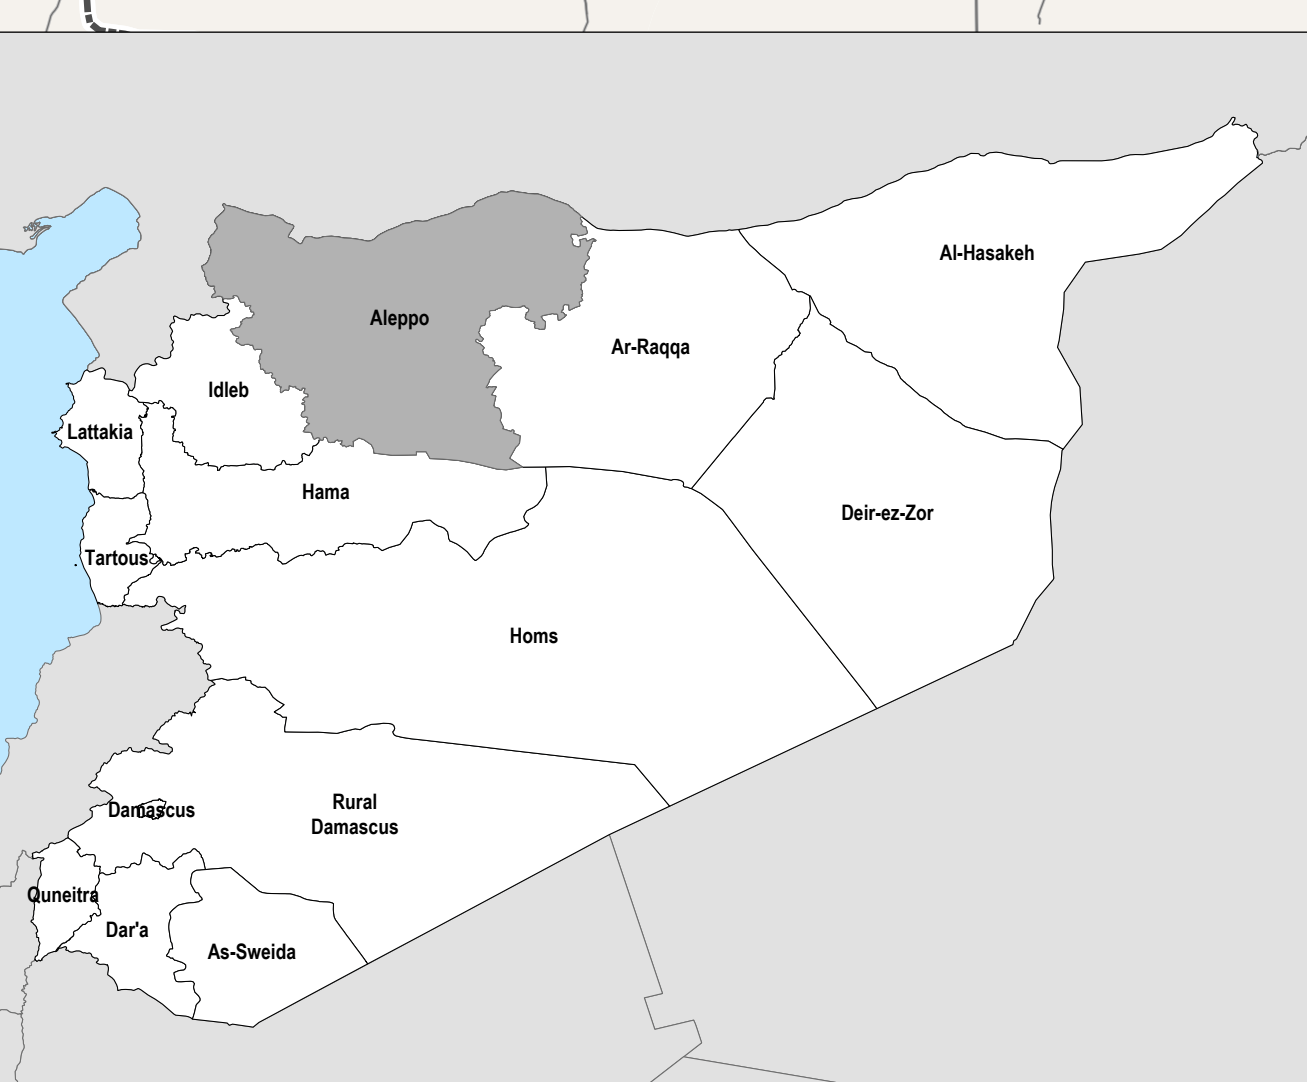 Al-Hasakeh
Aleppo
Ar-Raqqa
Idleb
Lattakia
Hama
Deir-ez-Zor
Tartous
Homs
Damascus
Rural
Damascus
Quneitra
Dar'a
As-Sweida